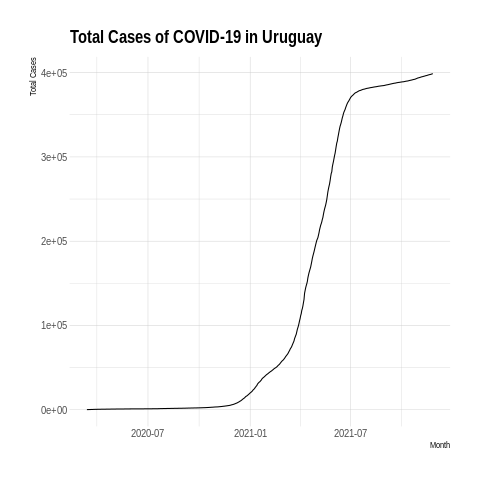 Total Cases of COVID-19 in Uruguay
Total Cases
4e+05
3e+05
2e+05
1e+05
0e+00
2020-07 2021-01 2021-07
Month